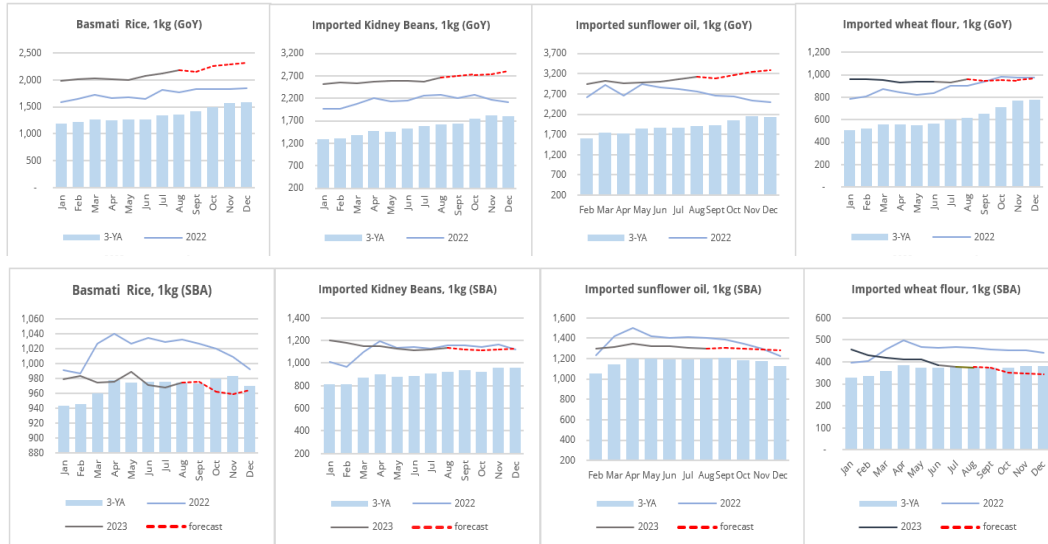 Basmati Rice, 1kg (GoY)
2,500
2,000
1,500
1,000
500
-
Jan Feb Mar Apr May Jun Jul Aug Sept Oct Nov Dec
3-YA 2022
Imported Kidney Beans, 1kg (GoY)
3,200
2,700
2,200
1,700
1,200
700
200
Jan Feb Mar Apr May Jun Jul Aug Sept Oct Nov Dec
3-YA 2022
Imported sunflower oil, 1kg (GoY)
3,700
3,200
2,700
2,200
1,700
1,200
700
200
Feb Mar Apr May Jun Jul Aug Sept Oct Nov Dec
3-YA 2022
Imported wheat flour, 1kg (GoY)
1,200
1,000
800
600
400
200
-
Jan Feb Mar Apr May Jun Jul Aug Sept Oct Nov Dec
3-YA 2022
Basmati Rice, 1kg (SBA)
1,060
1,040
1,020
1,000
980
960
940
920
900
880
Jan Feb Mar Apr May Jun Jul Aug Sept Oct Nov Dec
3-YA 2022
2023 forecast
Imported Kidney Beans, 1kg (SBA)
1,400
1,200
1,000
800
600
400
200
Jan Feb Mar Apr May Jun Jul Aug Sept Oct Nov Dec
3-YA 2022
2023 forecast
Imported sunflower oil, 1kg (SBA)
1,600
1,400
1,200
1,000
800
600
400
200
Feb Mar Apr May Jun Jul Aug Sept Oct Nov Dec
3-YA 2022
2023 forecast
Imported wheat flour, 1kg (SBA)
600
500
400
300
200
100
-
Jan Feb Mar Apr May Jun Jul Aug Sept Oct Nov Dec
3-YA 2022
2023 forecast